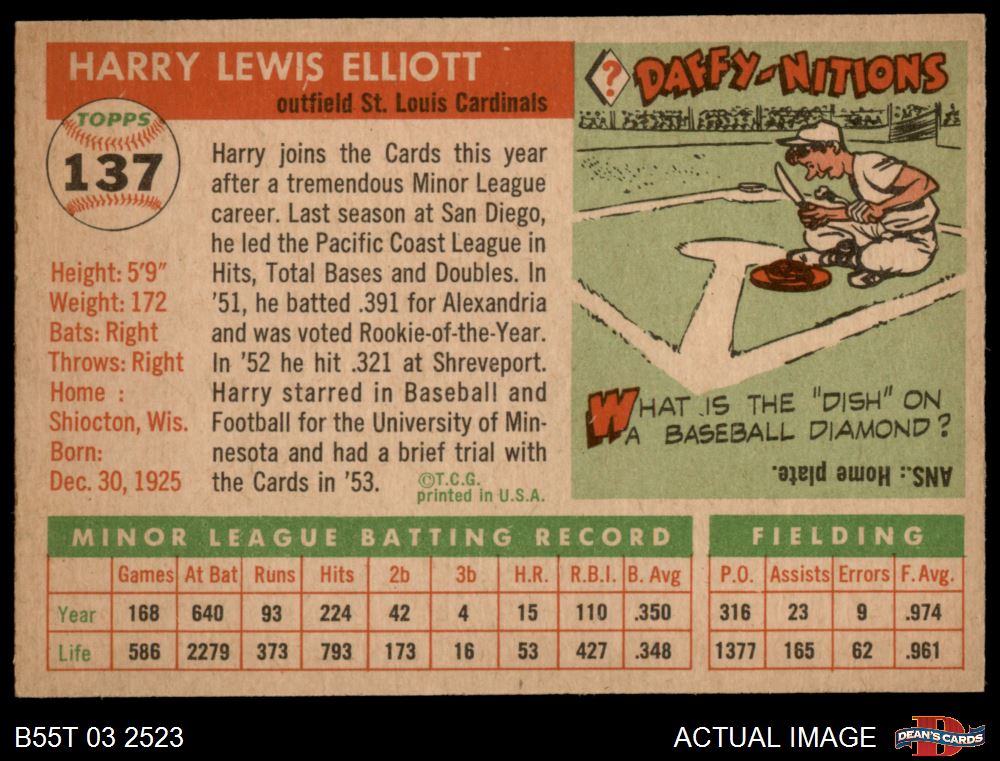 HARRY LEWIS ELLIOTT
outfield St. Louis Cardinals
TOPPS
137
Height: 5'9"
Weight: 172
Bats: Right
Throws: Right
Home :
Shiocton, Wis.
Born:
Dec. 30, 1925
Harry joins the Cards this year
after a tremendous Minor League
career. Last season at San Diego,
he led the Pacific Coast League in
Hits, Total Bases and Doubles. In
'51, he batted .391 for Alexandria
and was voted Rookie-of-the-Year.
In '52 he hit .321 at Shreveport.
Harry starred in Baseball and
Football for the University of Min-
nesota and had a brief trial with
the Cards in '53.
©T.C.G.
printed in U.S.A.
? DAFFY-NITIONS
WHAT IS THE "DISH" ON
A BASEBALL DIAMOND?
ANS.: Home plate.
MINOR LEAGUE BATTING RECORD
Games At Bat Runs Hits 2b 3b H.R. R.B.I. B. Avg
Year 168 640 93 224 42 4 15 110 .350
Life 586 2279 373 793 173 16 53 427 .348
FIELDING
P.O. Assists Errors F. Avg.
316 23 9 .974
1377 165 62 .961
B55T 03 2523
ACTUAL IMAGE
D
DEAN'S CARDS